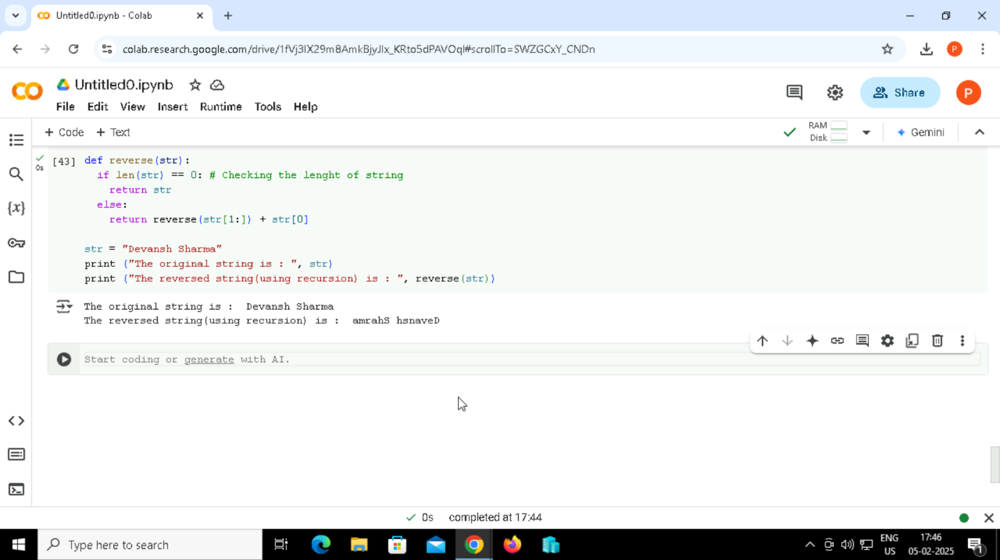 Untitled0.ipynb - Colab
colab.research.google.com/drive/1fVj3IX29m8AmkBjyJIx_KRto5dPAVOqI#scrollTo=SWZGCxY_CNDn
P
Untitled0.ipynb
File Edit View Insert Runtime Tools Help
Share
P
+ Code + Text
RAM
Disk
Gemini
0s
[43] def reverse(str):
if len(str) == 0: # Checking the lenght of string
return str
else:
return reverse(str[1:]) + str[0]
str = "Devansh Sharma"
print ("The original string is : ", str)
print ("The reversed string(using recursion) is : ", reverse(str))
The original string is :  Devansh Sharma
The reversed string(using recursion) is :  amrahS hsnaveD
Start coding or generate with AI.
{x}
0s completed at 17:44
Type here to search
ENG
US
17:46
05-02-2025
1